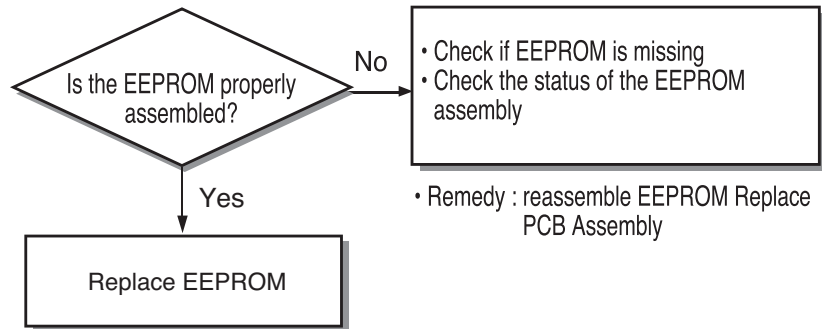 Is the EEPROM properly
assembled?
No
• Check if EEPROM is missing
• Check the status of the EEPROM
assembly
Yes
• Remedy : reassemble EEPROM Replace
PCB Assembly
Replace EEPROM